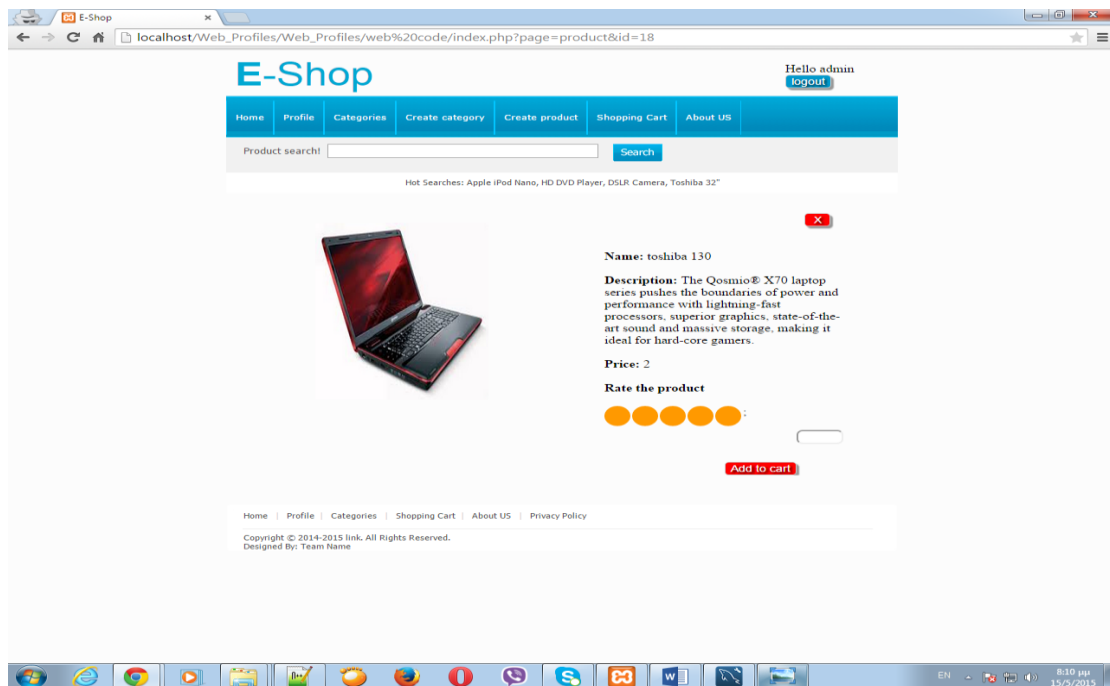 E-Shop
localhost/Web_Profiles/Web_Profiles/web%20code/index.php?page=product&id=18
E-Shop
Hello admin
logout
Home Profile Categories Create category Create product Shopping Cart About US
Product search! Search
Hot Searches: Apple iPod Nano, HD DVD Player, DSLR Camera, Toshiba 32"
X
Name: toshiba 130
Description: The Qosmio® X70 laptop
series pushes the boundaries of power and
performance with lightning-fast
processors, superior graphics, state-of-the-
art sound and massive storage, making it
ideal for hard-core gamers.
Price: 2
Rate the product
:
Add to cart
Home | Profile | Categories | Shopping Cart | About US | Privacy Policy
Copyright © 2014-2015 link. All Rights Reserved.
Designed By: Team Name
EN 8:10 μμ
15/5/2015